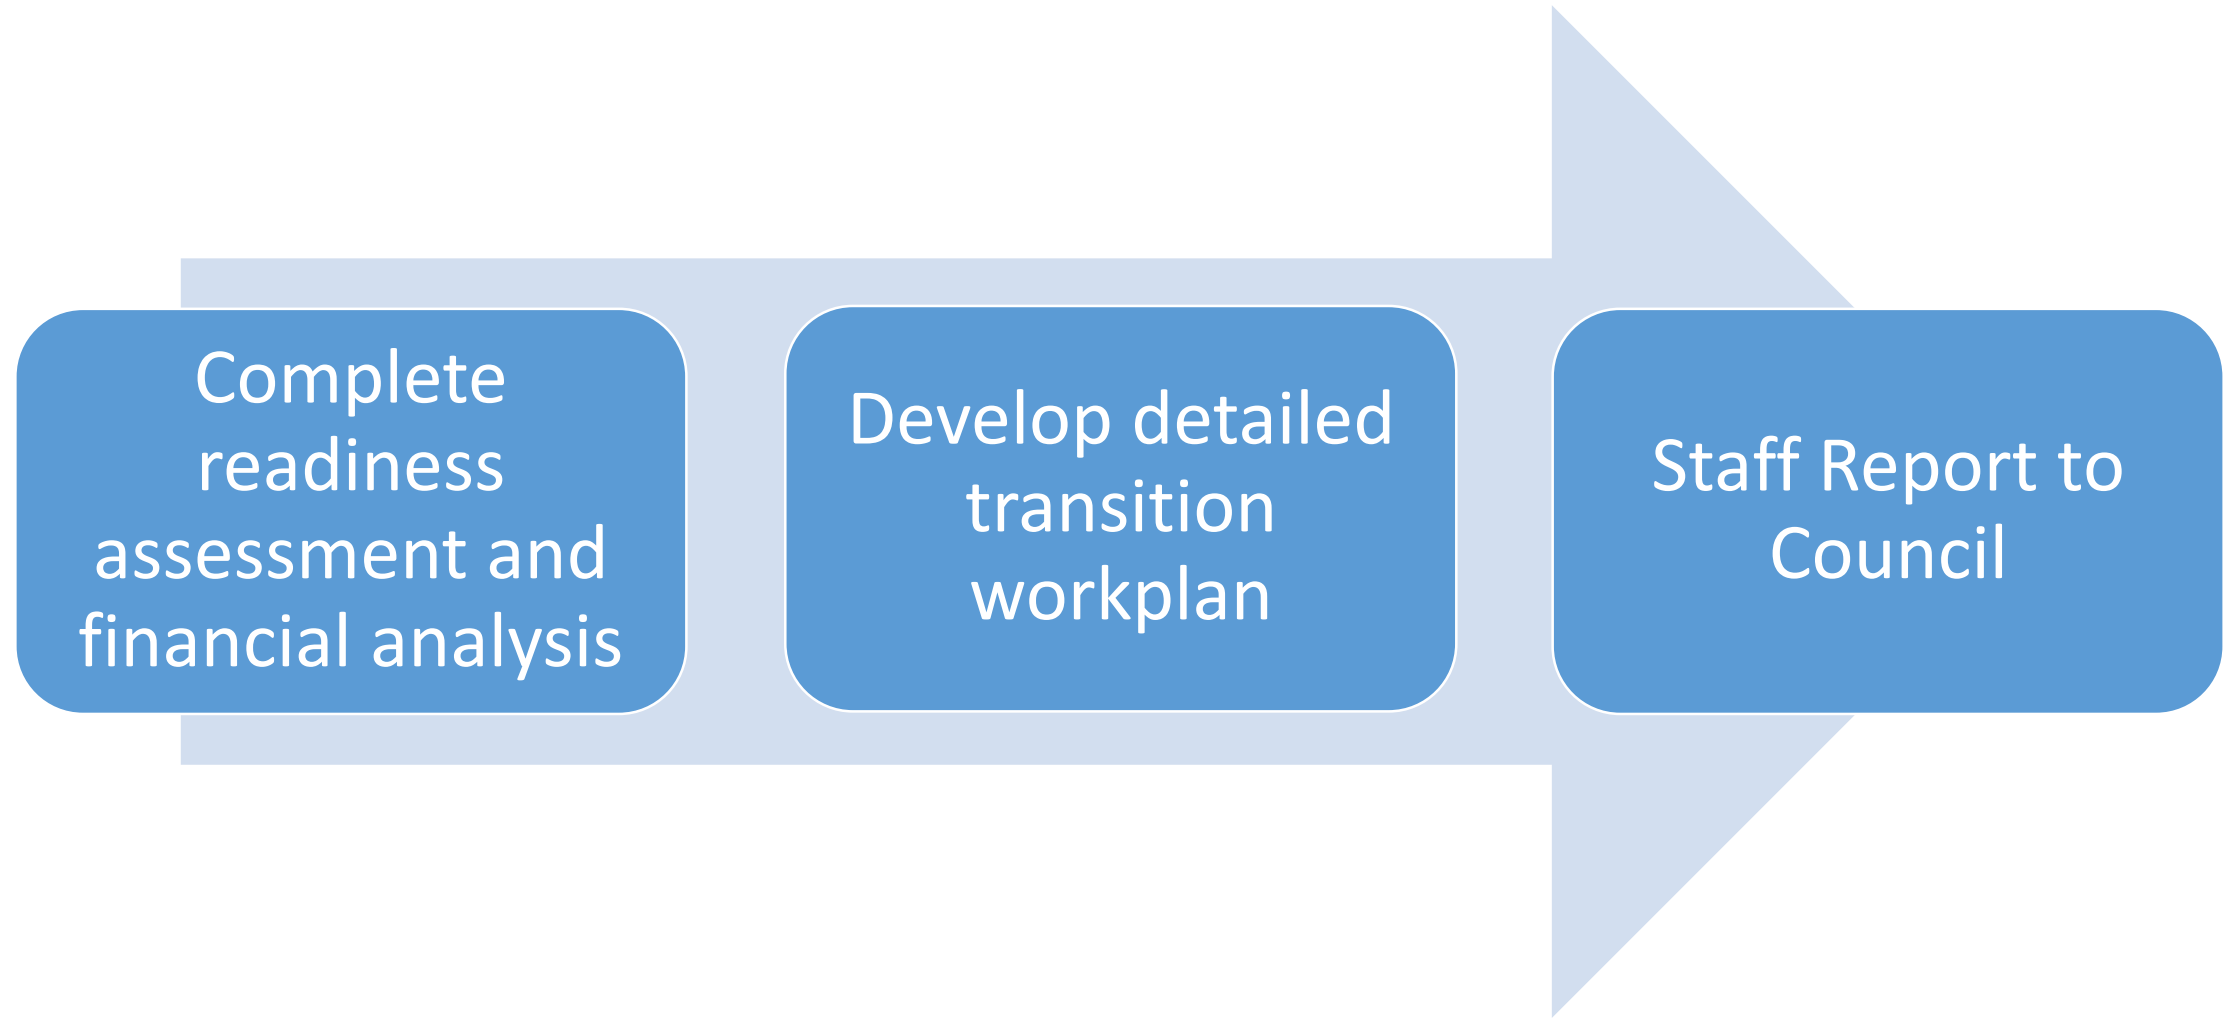 Complete
readiness
assessment and
financial analysis
Develop detailed
transition
workplan
Staff Report to
Council